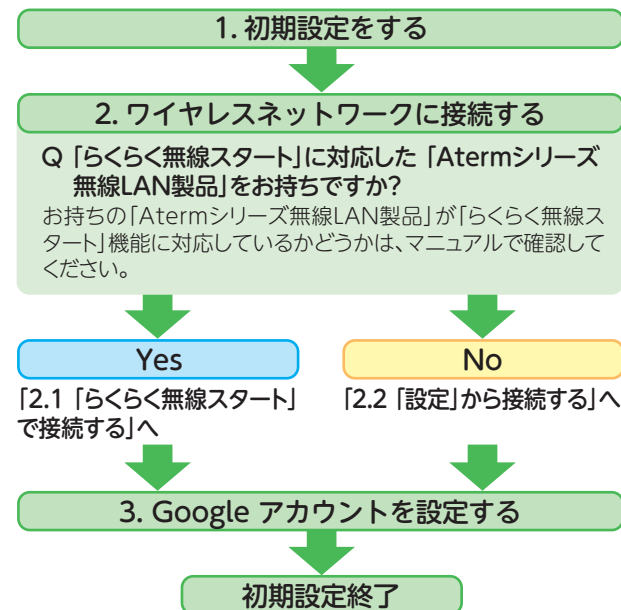 1. 初期設定をする
2. ワイヤレスネットワークに接続する
Q 「らくらく無線スタート」に対応した「Atermシリーズ
無線LAN製品」をお持ちですか?
お持ちの「Atermシリーズ無線LAN製品」が「らくらく無線ス
タート」機能に対応しているかどうかは、マニュアルで確認して
ください。
Yes
No
「2.1 「らくらく無線スタート」
で接続する」へ
「2.2 「設定」から接続する」へ
3. Google アカウントを設定する
初期設定終了